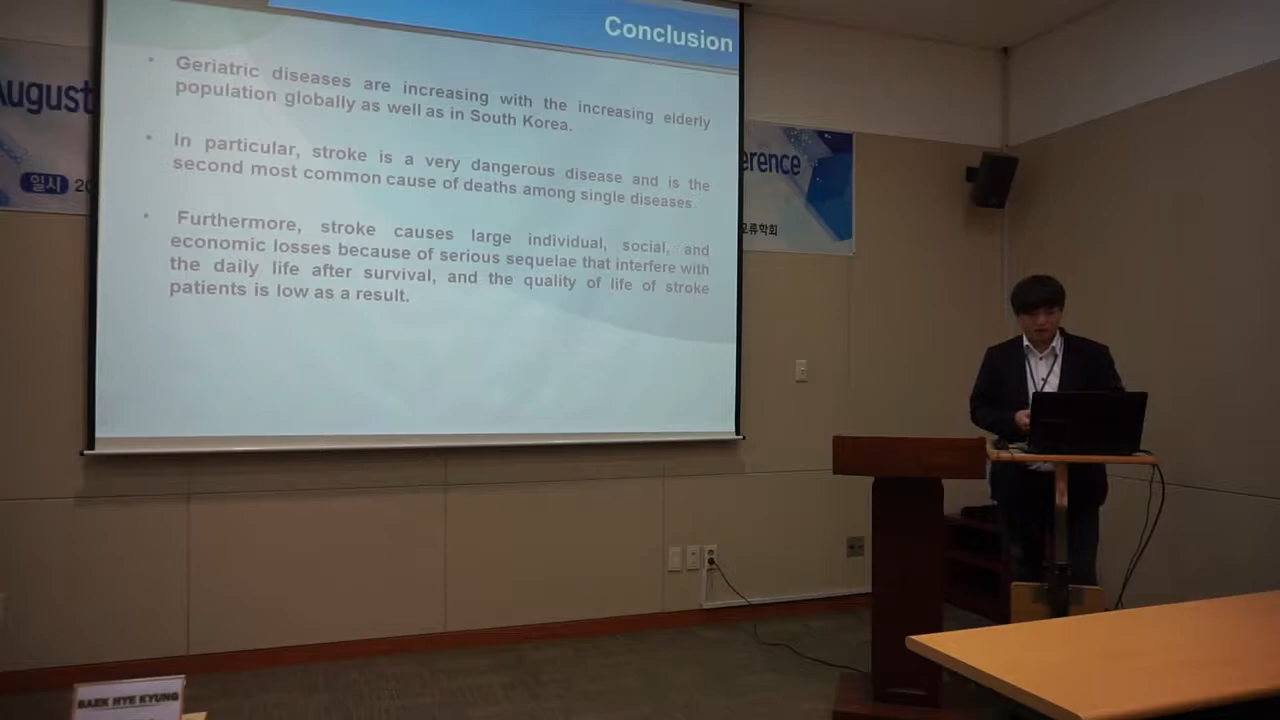 Conclusion
• Geriatric diseases are increasing with the increasing elderly
population globally as well as in South Korea.
• In particular, stroke is a very dangerous disease and is the
second most common cause of deaths among single diseases.
• Furthermore, stroke causes large individual, social, and
economic losses because of serious sequelae that interfere with
the daily life after survival, and the quality of life of stroke
patients is low as a result.
August
일시 20
erence
류학회
BAEK HYE KYUNG